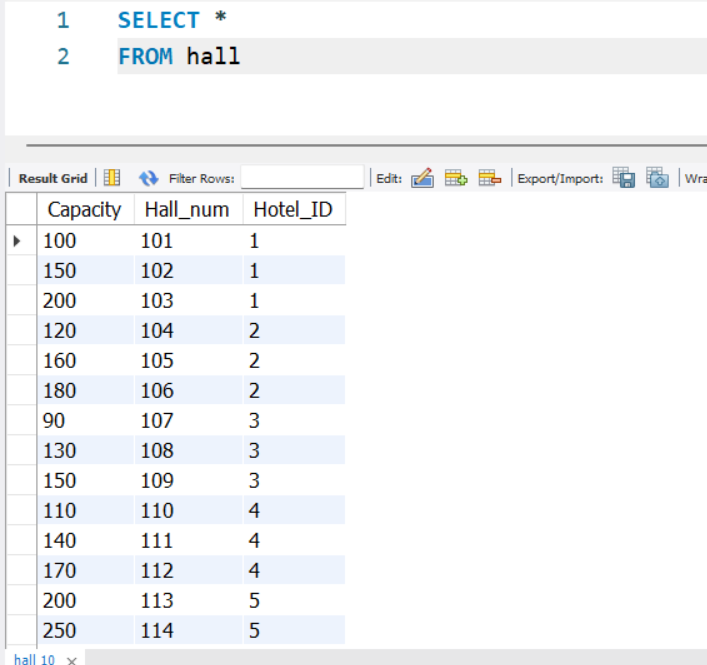 1 SELECT *
2 FROM hall
Result Grid Filter Rows: Edit: Export/Import: Wra
Capacity Hall_num Hotel_ID
100 101 1
150 102 1
200 103 1
120 104 2
160 105 2
180 106 2
90 107 3
130 108 3
150 109 3
110 110 4
140 111 4
170 112 4
200 113 5
250 114 5
hall 10 ×